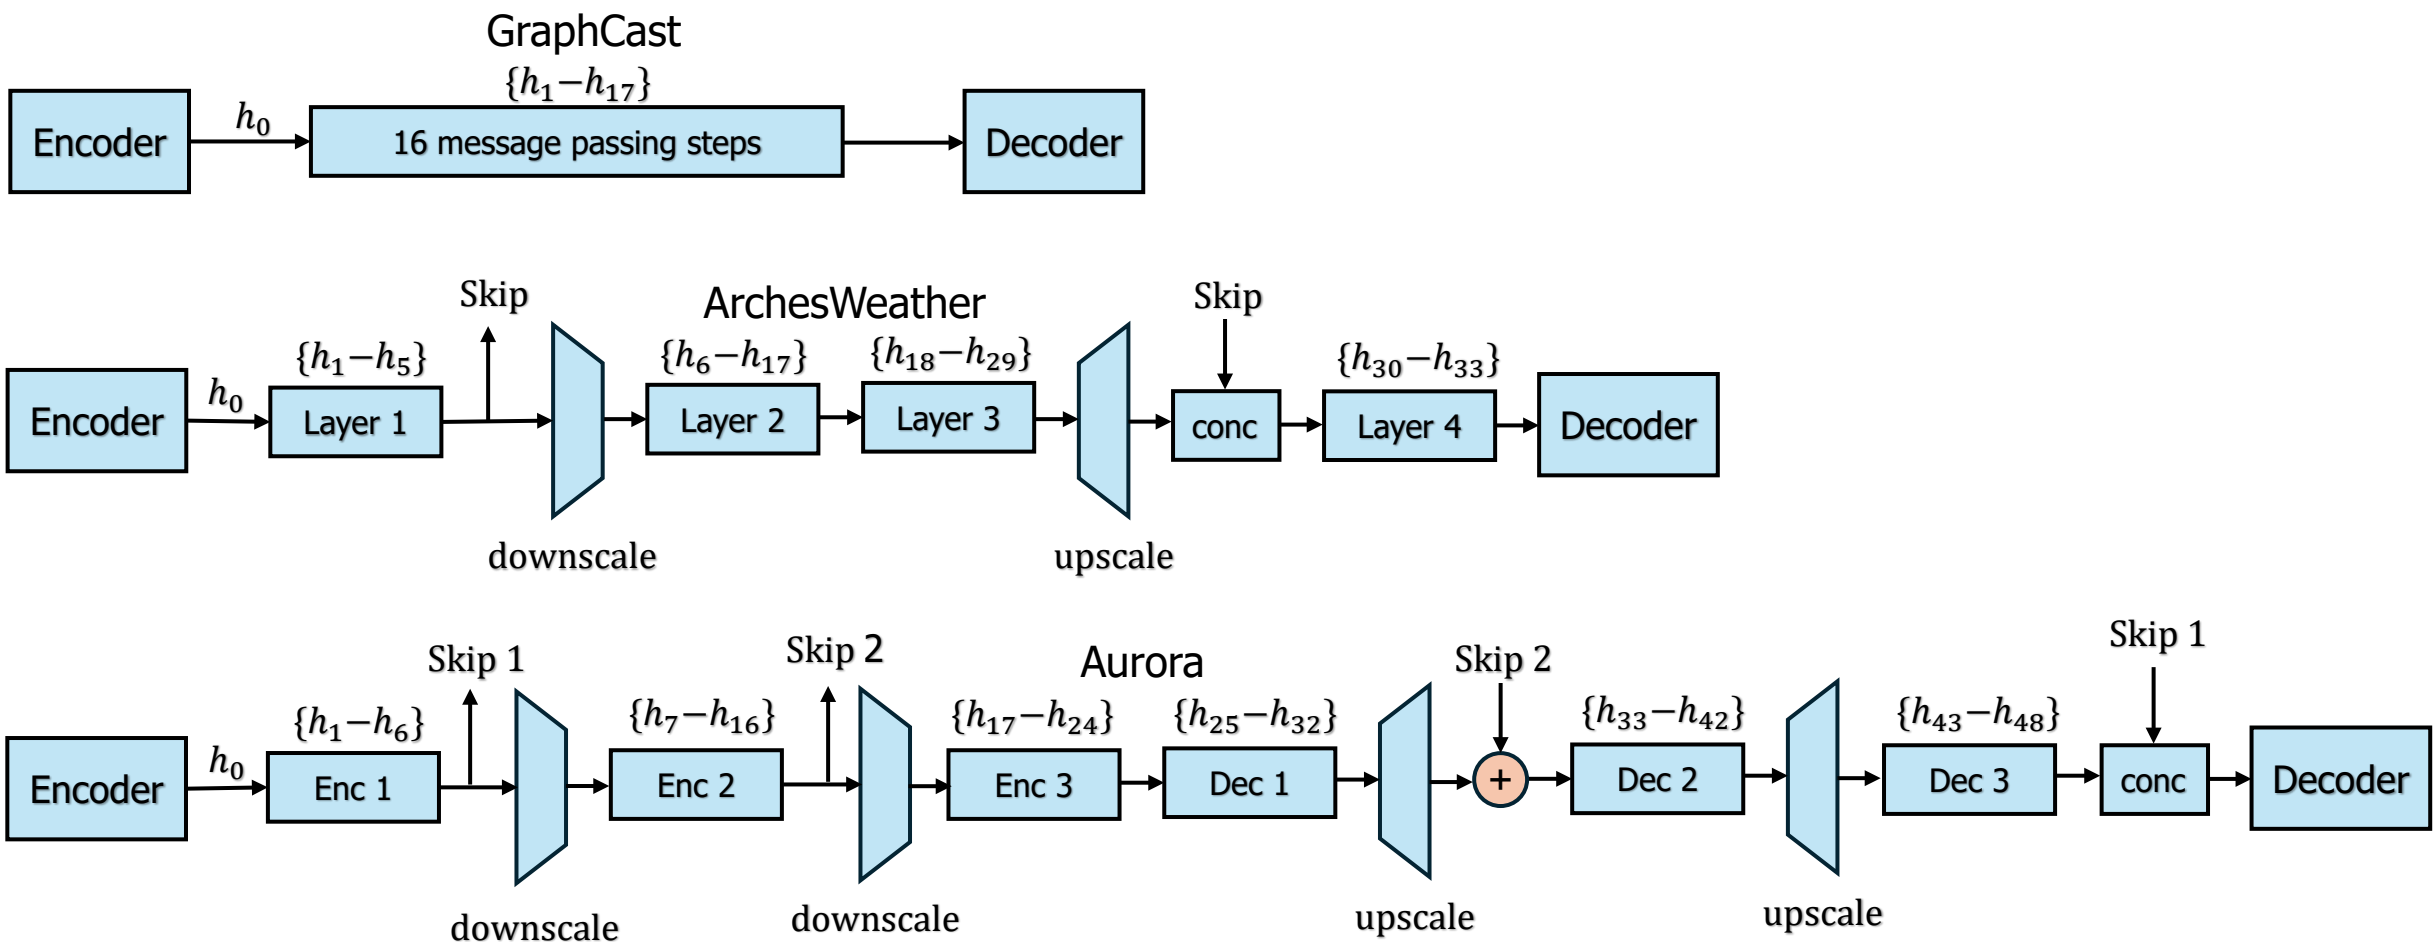 GraphCast
{h₁−h₁₇}
Encoder
h₀
16 message passing steps
Decoder
Skip
ArchesWeather
Skip
{h₁−h₅}
{h₆−h₁₇}
{h₁₈−h₂₉}
{h₃₀−h₃₃}
Encoder
h₀
Layer 1
Layer 2
Layer 3
conc
Layer 4
Decoder
downscale
upscale
Skip 1
Skip 2
Aurora
Skip 2
Skip 1
{h₁−h₆}
{h₇−h₁₆}
{h₁₇−h₂₄}
{h₂₅−h₃₂}
{h₃₃−h₄₂}
{h₄₃−h₄₈}
Encoder
h₀
Enc 1
Enc 2
Enc 3
Dec 1
+
Dec 2
Dec 3
conc
Decoder
downscale
downscale
upscale
upscale